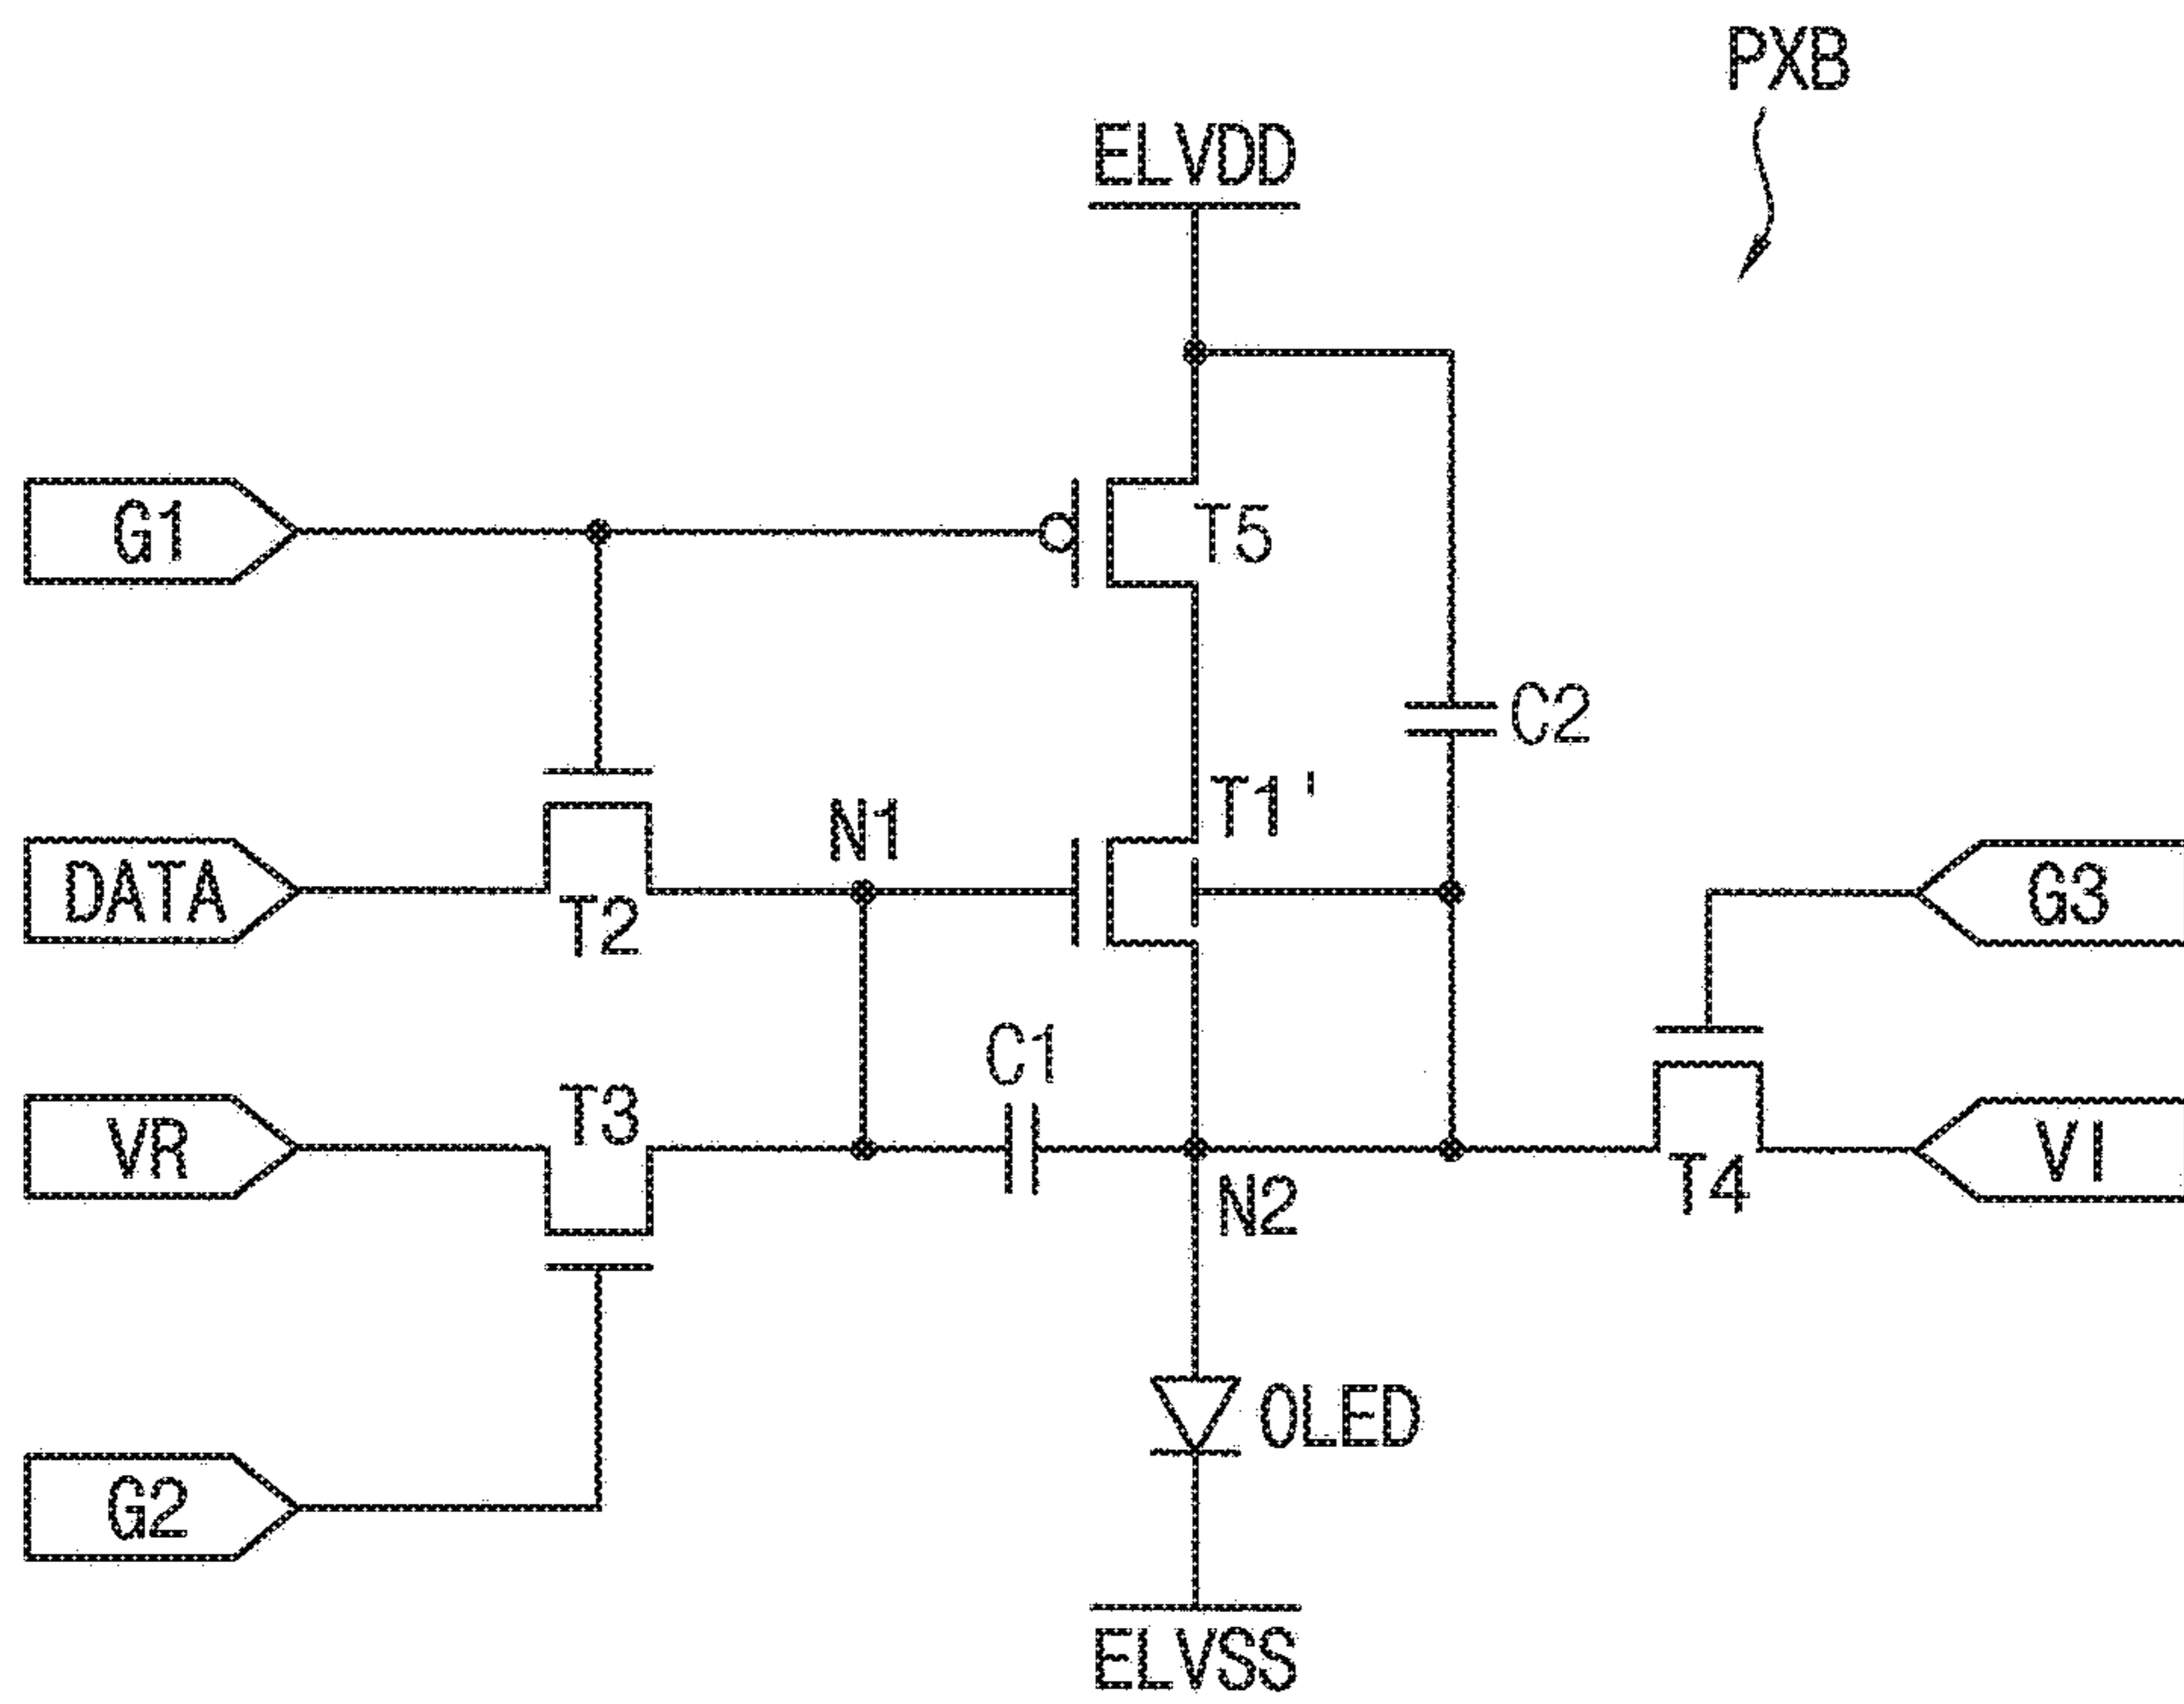 PXB
ELVDD
G1
T5
C2
T1'
N1
DATA
T2
G3
C1
T3
VR
VI
T4
N2
OLED
G2
ELVSS